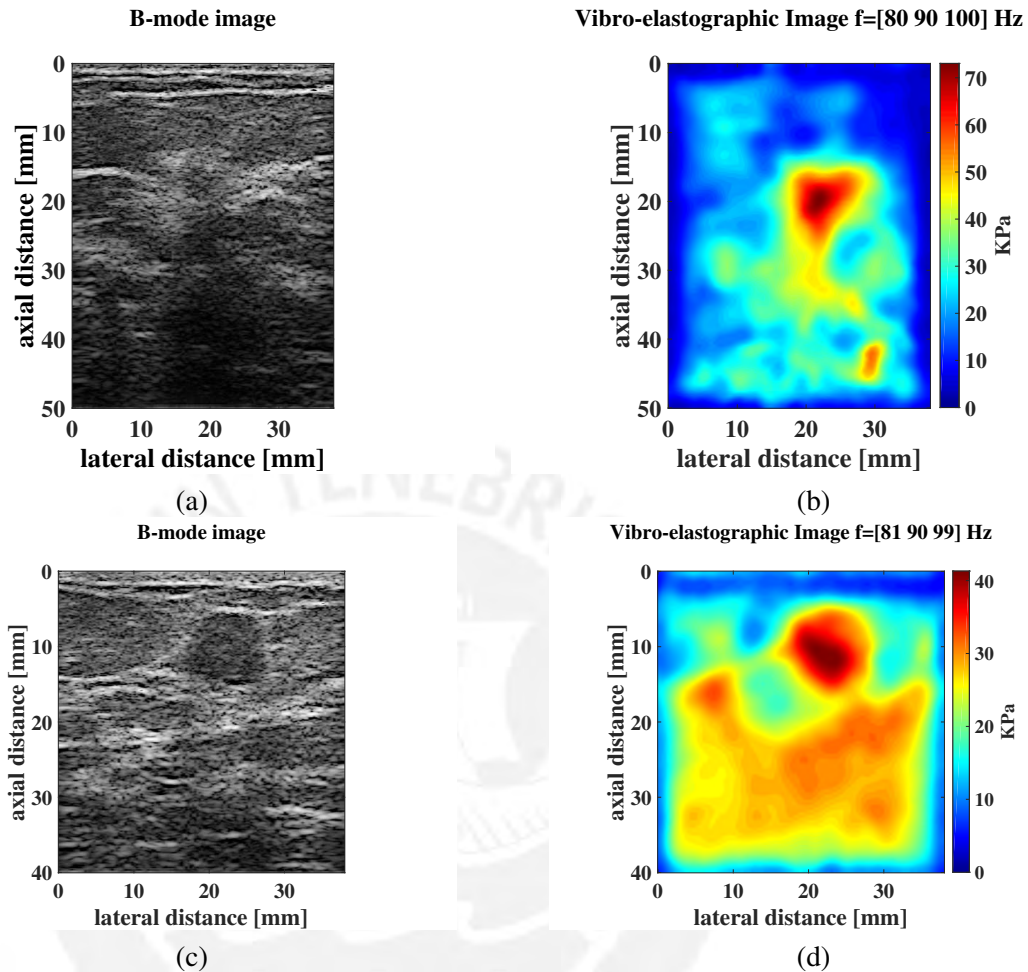 B-mode image
Vibro-elastographic Image f=[80 90 100] Hz
0
10
20
30
40
50
axial distance [mm]
0 10 20 30
lateral distance [mm]
0
10
20
30
40
50
axial distance [mm]
0 10 20 30
lateral distance [mm]
70
60
50
40
30
20
10
0
KPa
(a)
(b)
TENEBR
B-mode image
Vibro-elastographic Image f=[81 90 99] Hz
0
10
20
30
40
axial distance [mm]
0 10 20 30
lateral distance [mm]
0
10
20
30
40
axial distance [mm]
0 10 20 30
lateral distance [mm]
40
30
20
10
0
KPa
(c)
(d)